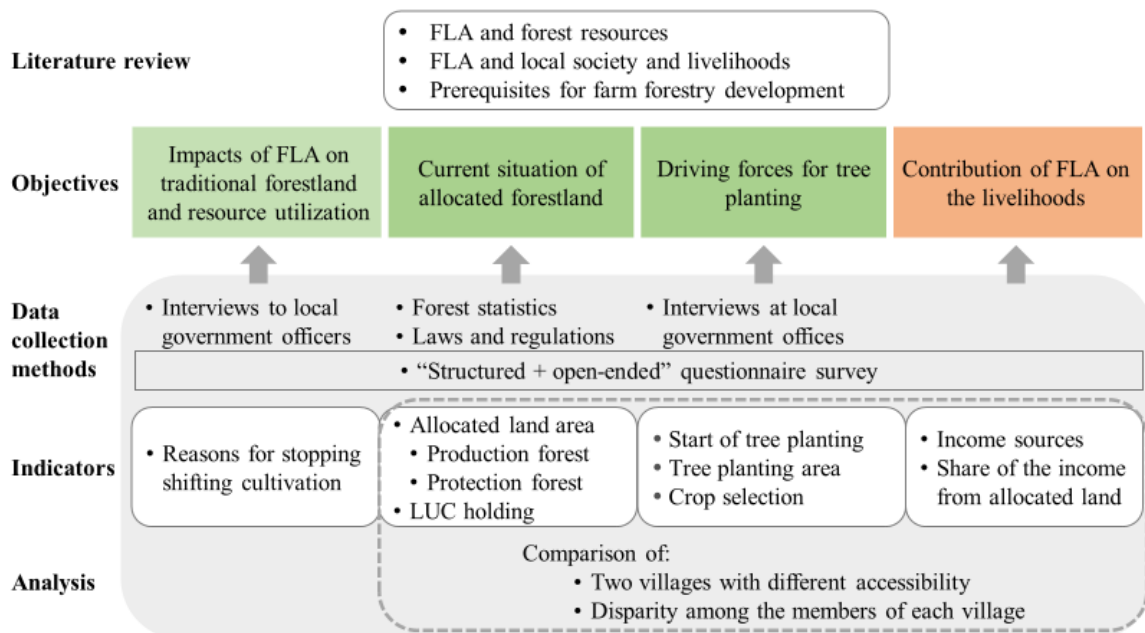 Literature review
• FLA and forest resources
• FLA and local society and livelihoods
• Prerequisites for farm forestry development
Objectives
Impacts of FLA on
traditional forestland
and resource utilization
Current situation of
allocated forestland
Driving forces for tree
planting
Contribution of FLA on
the livelihoods
Data
collection
methods
• Interviews to local
government officers
• Forest statistics
• Laws and regulations
• Interviews at local
government offices
• “Structured + open-ended” questionnaire survey
Indicators
• Reasons for stopping
shifting cultivation
• Allocated land area
• Production forest
• Protection forest
• LUC holding
• Start of tree planting
• Tree planting area
• Crop selection
• Income sources
• Share of the income
from allocated land
Analysis
Comparison of:
• Two villages with different accessibility
• Disparity among the members of each village